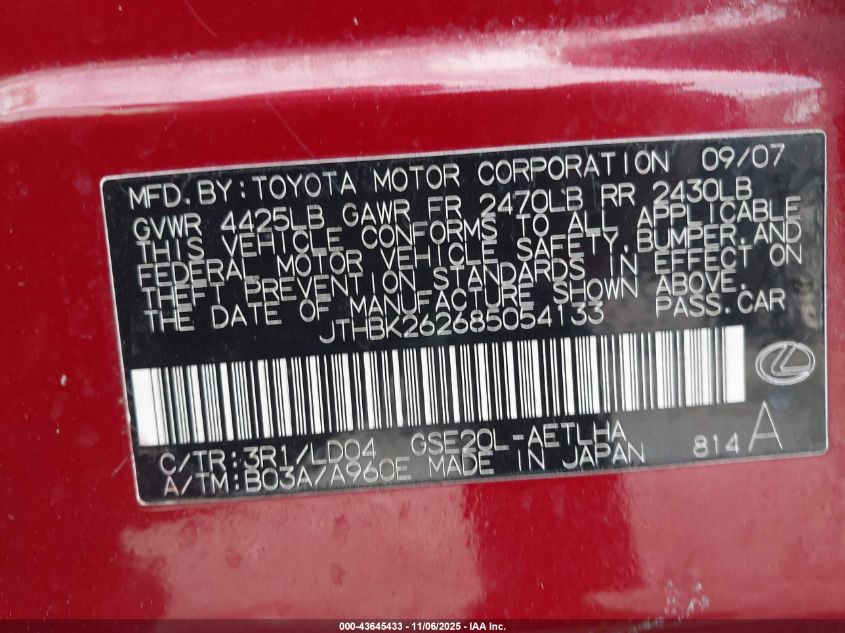 MFD.BY:TOYOTA MOTOR CORPORATION 09/07
GVWR 4425LB GAWR FR 2470LB RR 2430LB
THIS VEHICLE CONFORMS TO ALL APPLICABLE
FEDERAL MOTOR VEHICLE SAFETY,BUMPER,AND
THEFT PREVENTION STANDARDS IN EFFECT ON
THE DATE OF MANUFACTURE SHOWN ABOVE.
JTHBK262685054133 PASS.CAR
C/TR:3R1/LD04 GSE20L-AETLHA
A/TM:B03A/A960E MADE IN JAPAN 814 A
000-43645433 - 11/06/2025 - IAA Inc.